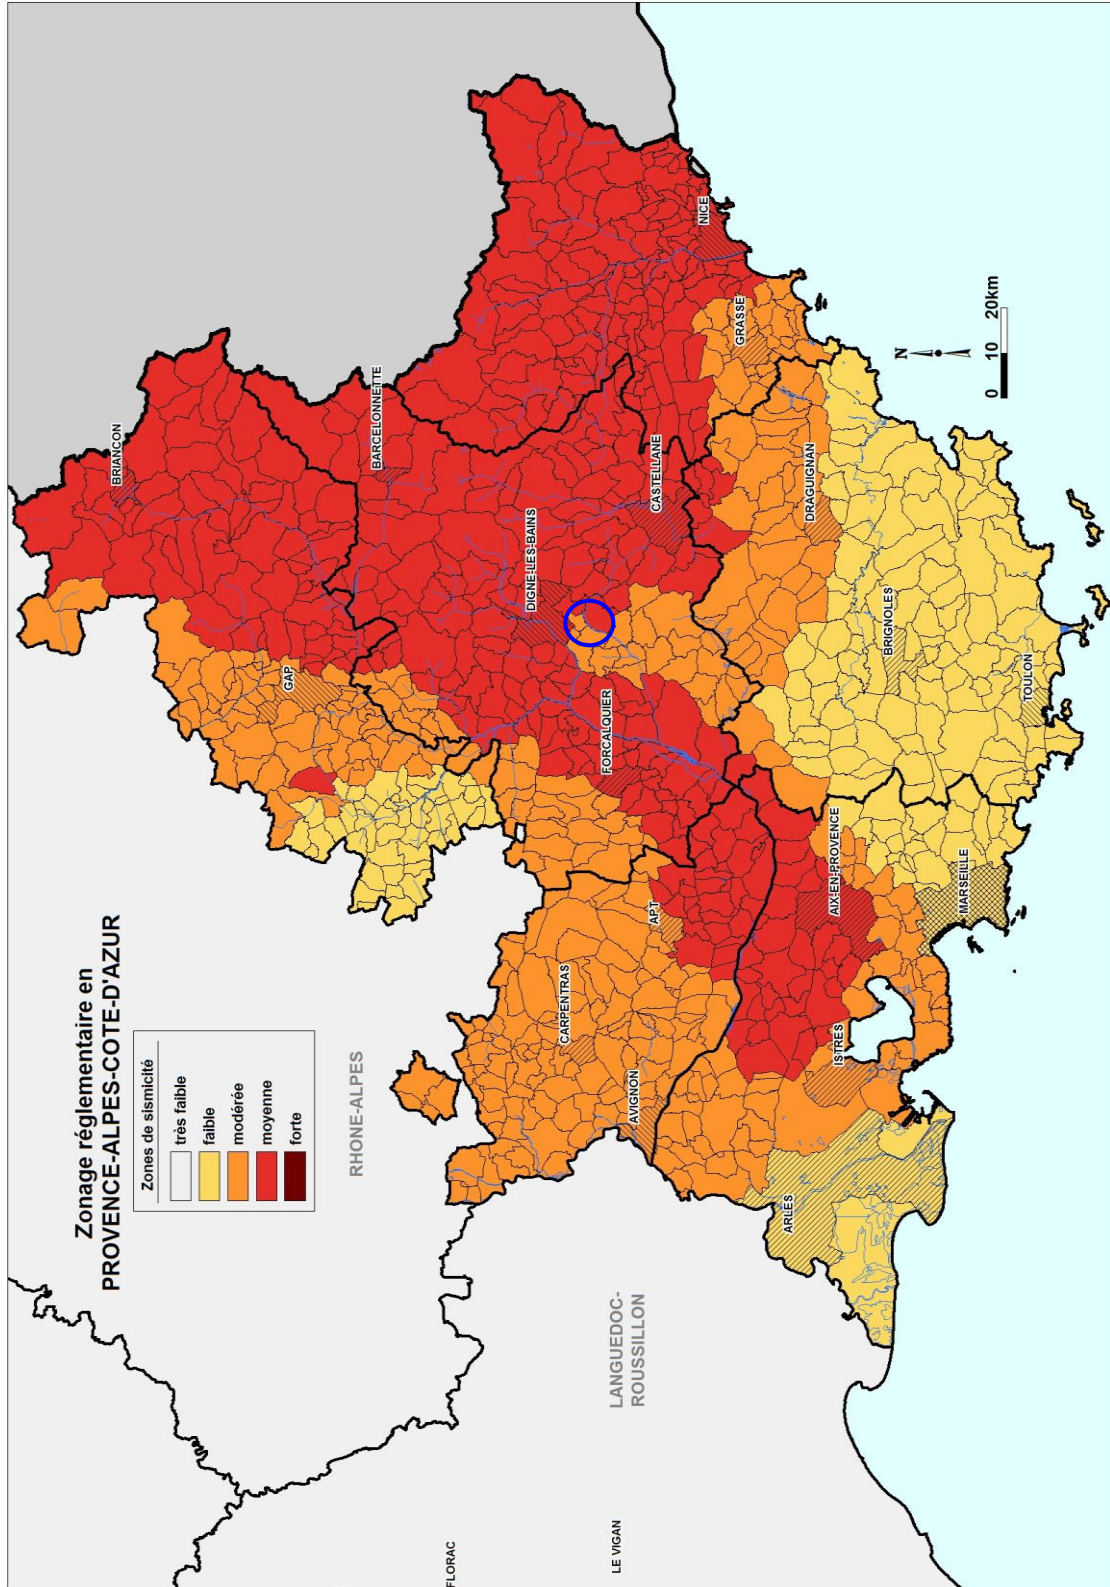 Zonage réglementaire en
PROVENCE-ALPES-COTE-D'AZUR
Zones de sismicité
très faible
faible
modérée
moyenne
forte
RHONE-ALPES
LANGUEDOC-
ROUSSILLON
FLORAC
LE VIGAN
BRIANCON
GAP
BARCELONNETTE
DIGNE-LES-BAINS
CASTELLANE
FORCALQUIER
CARPENTRAS
APT
AVIGNON
NICE
GRASSE
DRAGUIGNAN
BRIGNOLES
TOULON
AIX-EN-PROVENCE
MARSEILLE
ISTRES
ARLES
N
0 10 20km